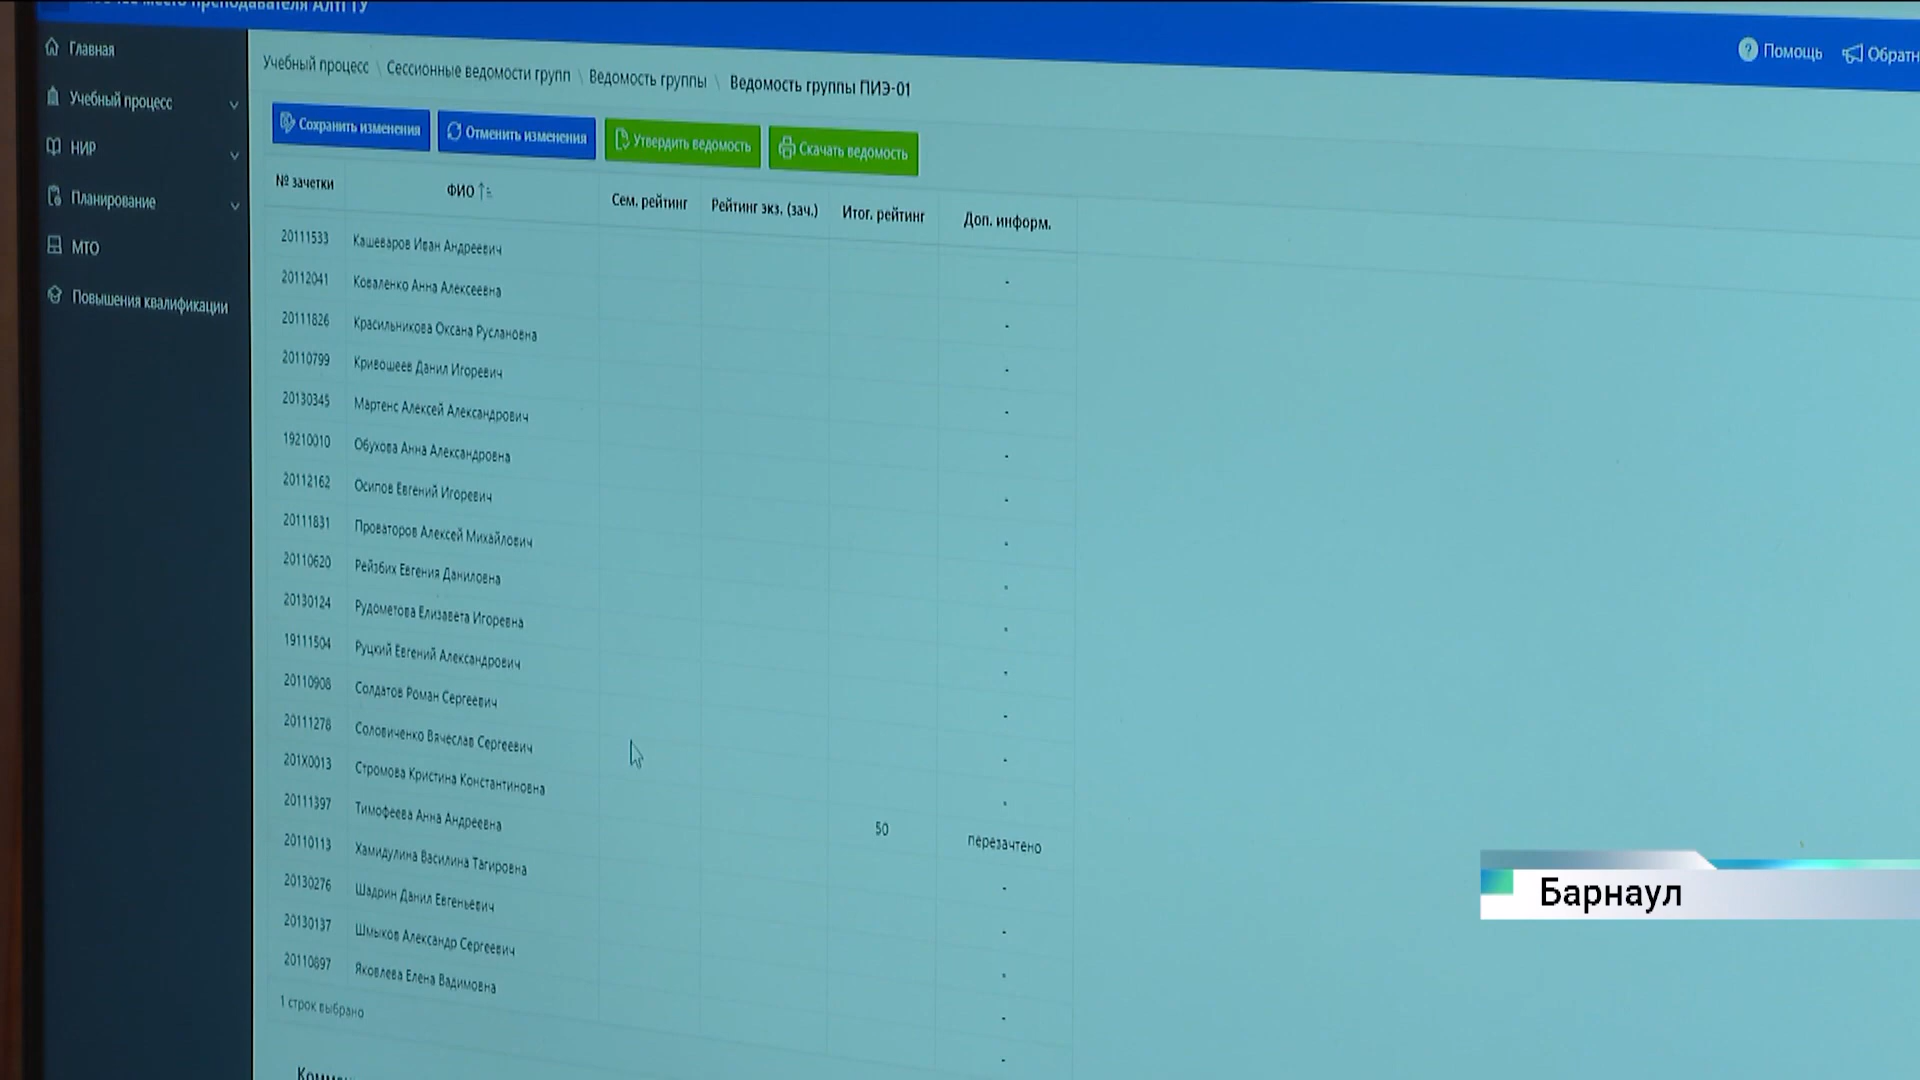 место преподавателя АлтГТУ
Помощь
Главная
Учебный процесс
НИР
Планирование
МТО
Повышения квалификации
Учебный процесс \ Сессионные ведомости групп \ Ведомость группы \ Ведомость группы ПИЭ-01
Сохранить изменения Отменить изменения Утвердить ведомость Скачать ведомость
№ зачетки ФИО Сем. рейтинг Рейтинг экз. (зач.) Итог. рейтинг Доп. информ.
20111533 Кашеваров Иван Андреевич -
20112041 Коваленко Анна Алексеевна -
20111826 Красильникова Оксана Руслановна -
20110799 Кривошеев Данил Игоревич -
20130345 Мартенс Алексей Александрович -
19210010 Обухова Анна Александровна -
20112162 Осипов Евгений Игоревич -
20111831 Проваторов Алексей Михайлович -
20110620 Рейзбих Евгения Даниловна -
20130124 Рудометова Елизавета Игоревна -
19111504 Руцкий Евгений Александрович -
20110908 Солдатов Роман Сергеевич -
20111278 Соловиченко Вячеслав Сергеевич -
201X0013 Стромова Кристина Константиновна 50 перезачтено
20111397 Тимофеева Анна Андреевна -
20110113 Хамидулина Василина Тагировна -
20130276 Шадрин Данил Евгеньевич -
20130137 Шмыков Александр Сергеевич -
20110897 Яковлева Елена Вадимовна -
1 строк выбрано
Барнаул